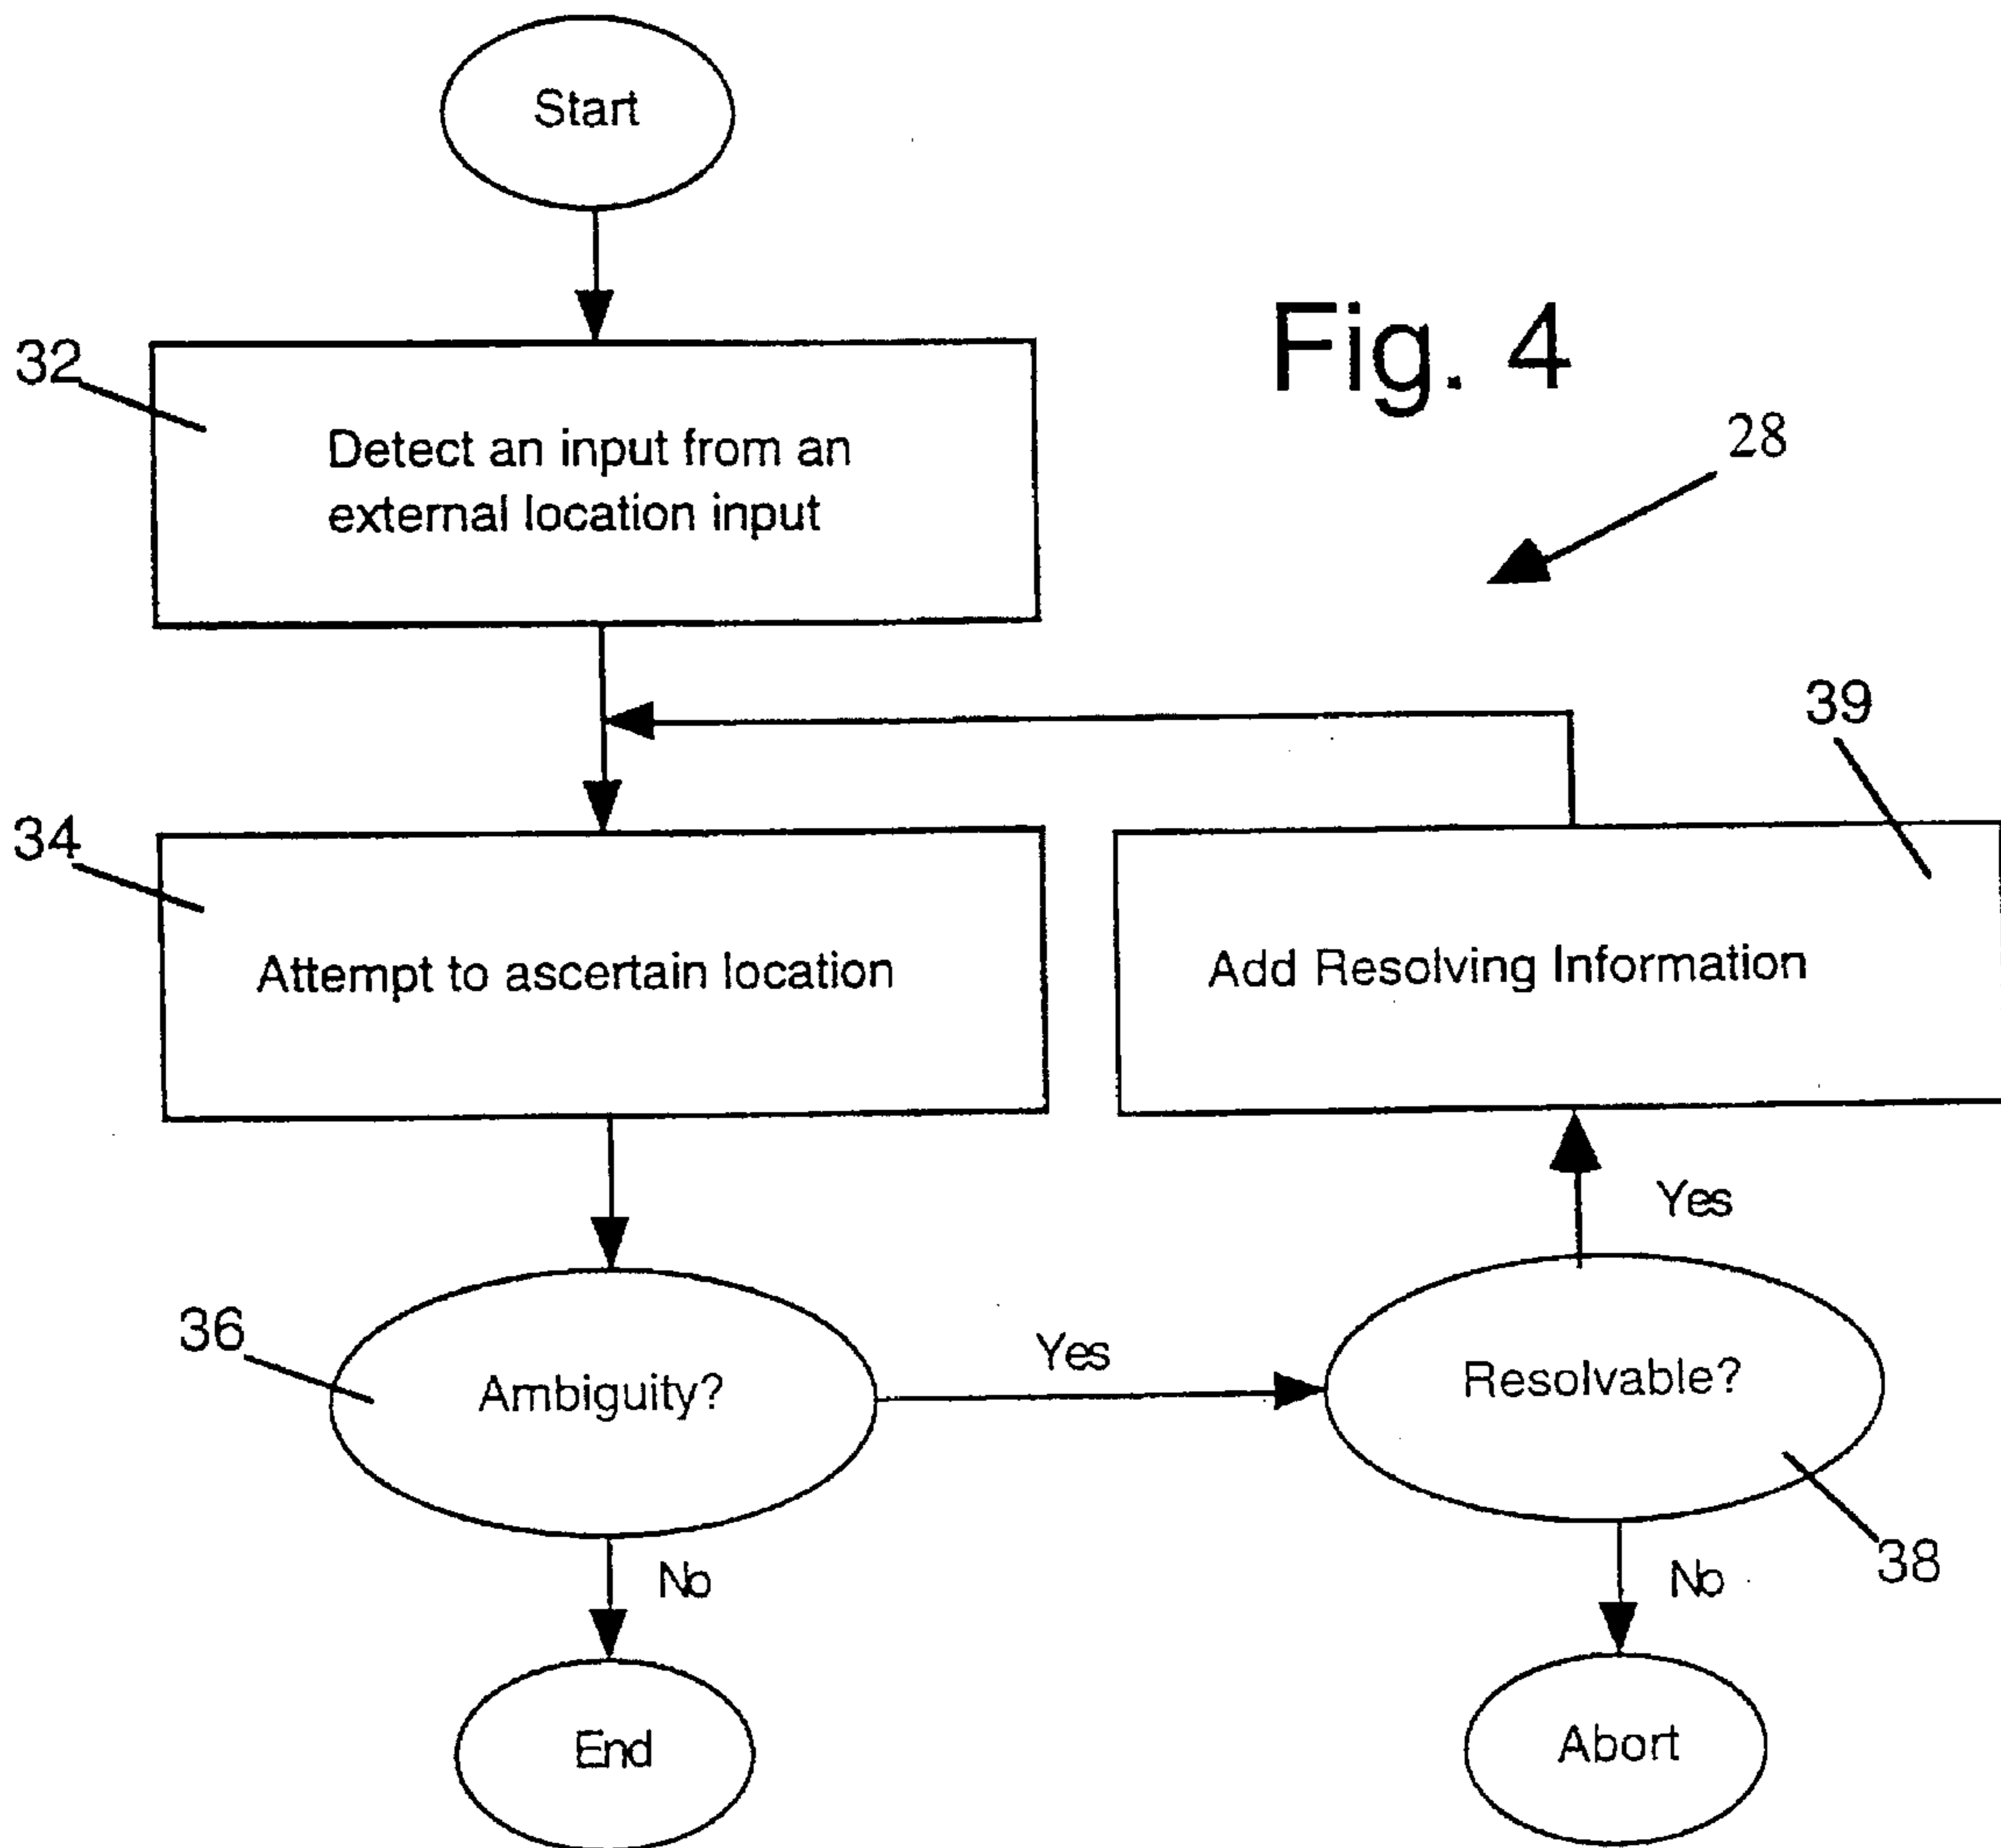 Start
Fig. 4
32
28
Detect an input from an
external location input
39
34
Attempt to ascertain location
Add Resolving Information
Yes
36
Ambiguity?
Yes
Resolvable?
No
No
38
End
Abort